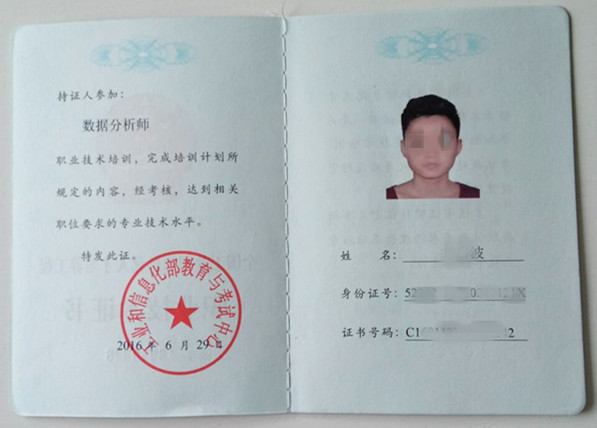 持证人参加：
数据分析师
职业技术培训，完成培训计划所
规定的内容，经考核，达到相关
职位要求的专业技术水平。
特发此证。
工业和信息化部教育与考试中心
2016 年 6 月 29 日
姓 名： 波
身份证号：52
证书号码：C1 12